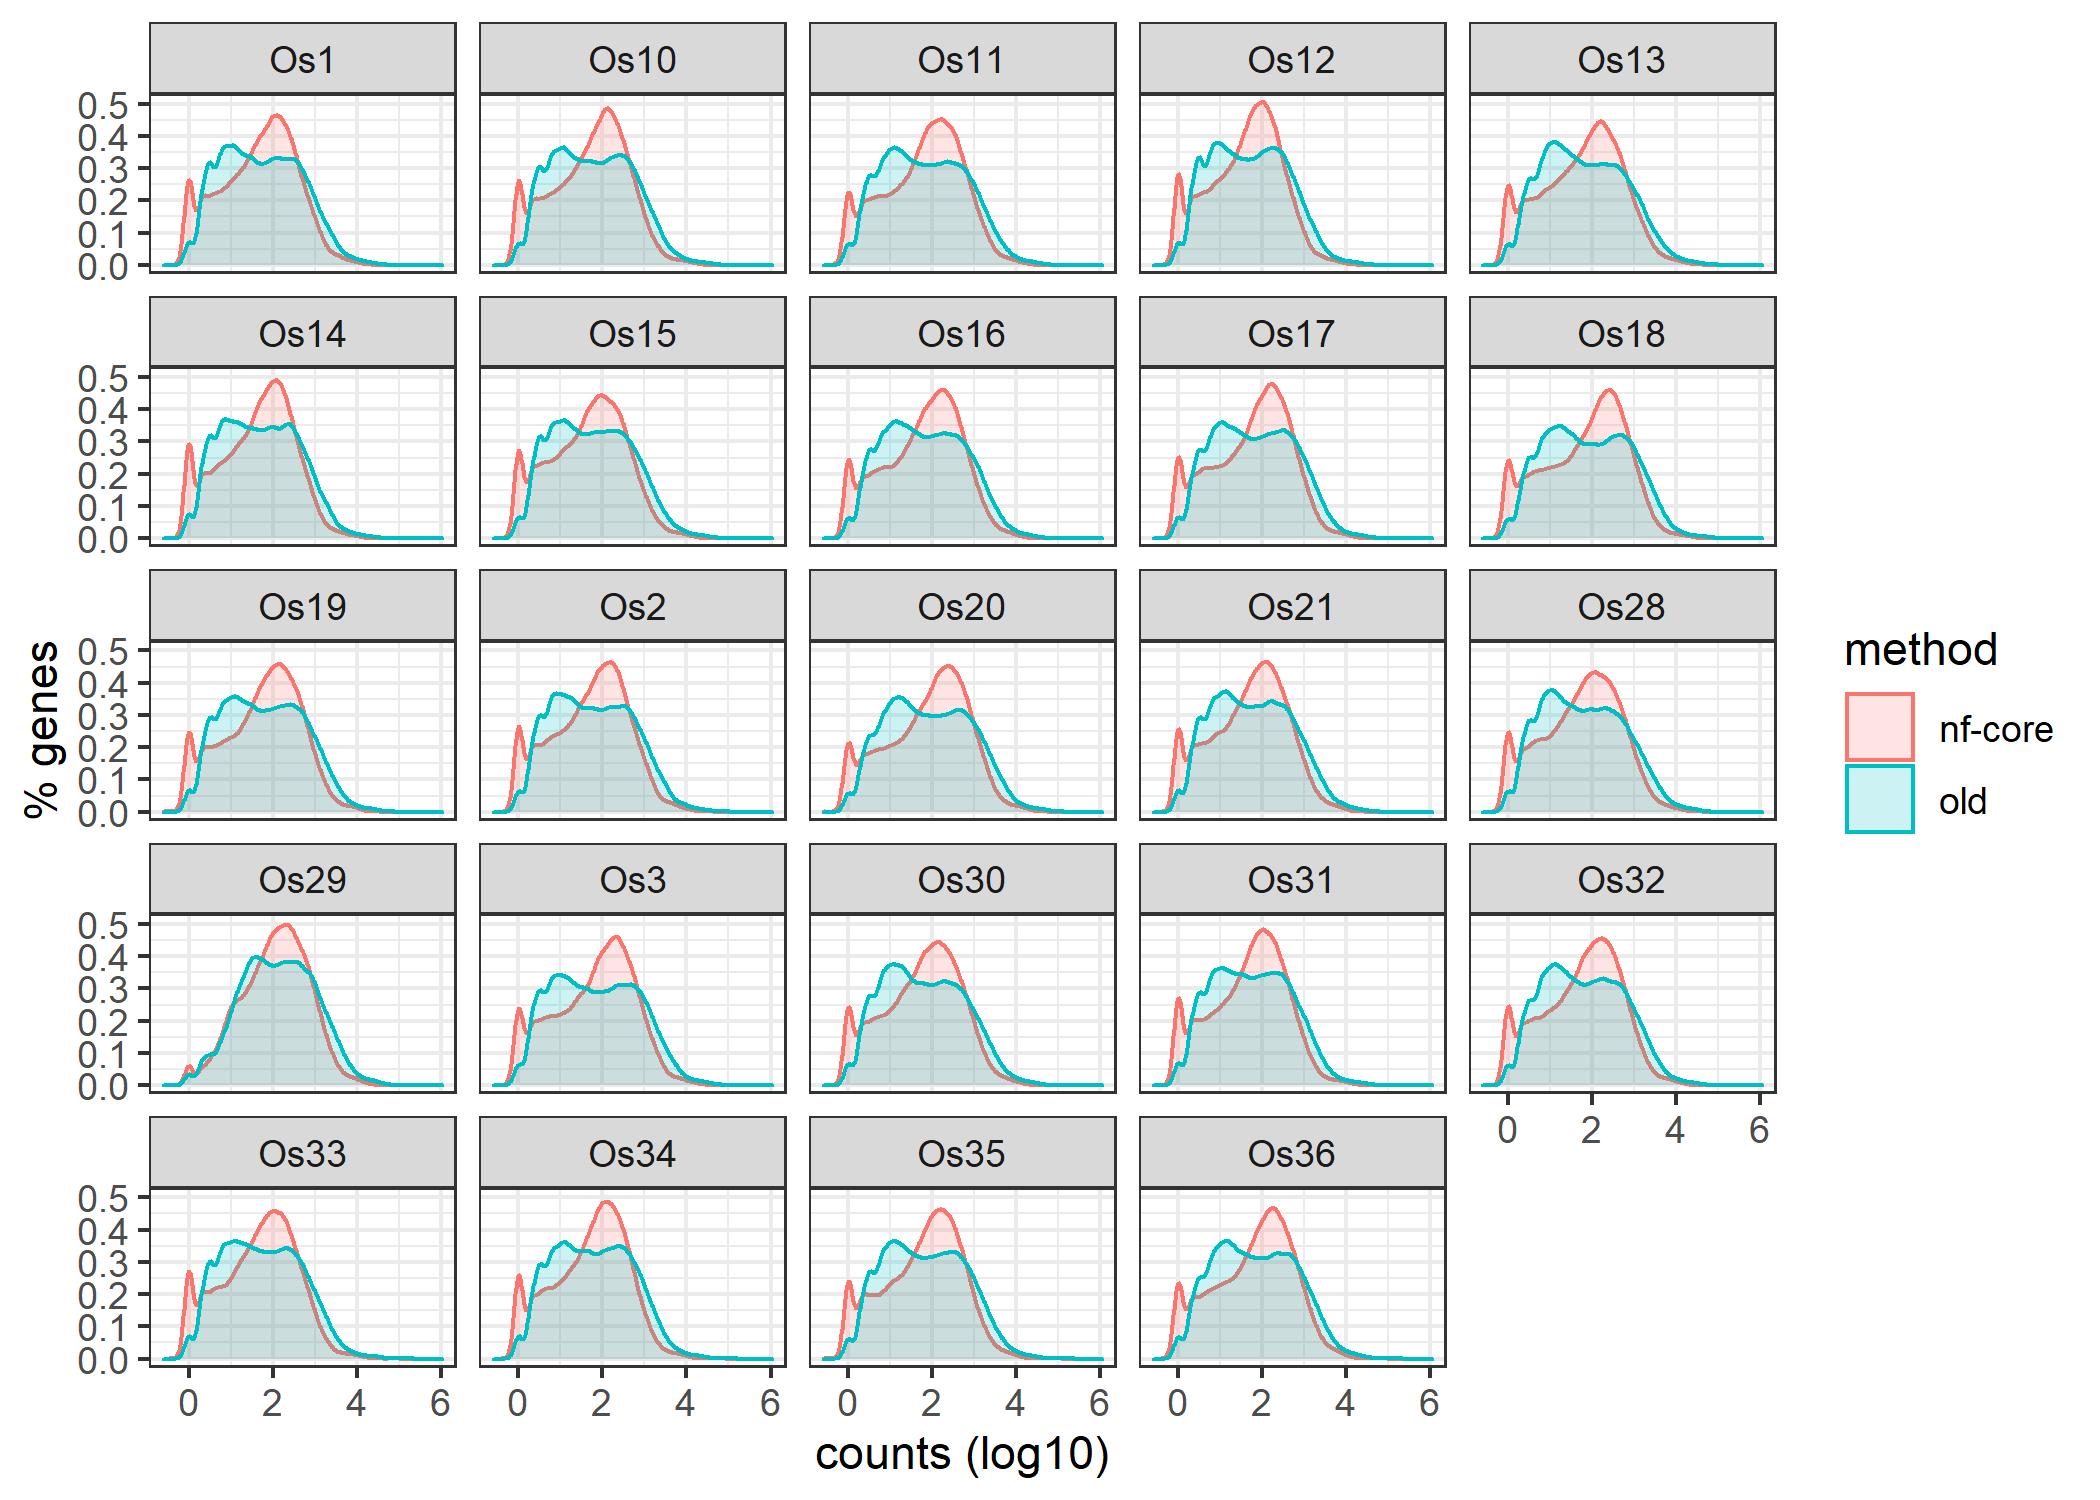 Os1 Os10 Os11 Os12 Os13
0.5
0.4
0.3
0.2
0.1
0.0
Os14 Os15 Os16 Os17 Os18
0.5
0.4
0.3
0.2
0.1
0.0
Os19 Os2 Os20 Os21 Os28
0.5
0.4
0.3
0.2
0.1
0.0
Os29 Os3 Os30 Os31 Os32
0.5
0.4
0.3
0.2
0.1
0.0
0 2 4 6
Os33 Os34 Os35 Os36
0.5
0.4
0.3
0.2
0.1
0.0
0 2 4 6 0 2 4 6 0 2 4 6 0 2 4 6
counts (log10)
% genes
method
nf-core
old